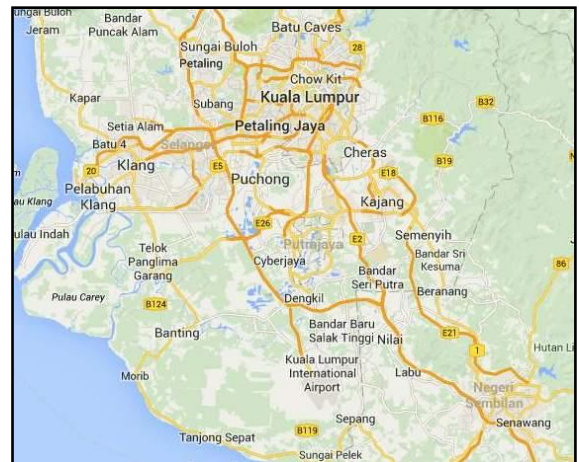 ungai Buloh
Jeram
Bandar
Puncak Alam
Batu Caves
Sungai Buloh
28
Petaling
Chow Kit
Kapar
Subang
Kuala Lumpur
B32
B116
Setia Alam
Petaling Jaya
Batu 4
Selangor
Cheras
B19
Klang
E5
E18
20
Puchong
Pelabuhan
Klang
Kajang
au Klang
E26
E2
Semenyih
ulau Indah
Putrajaya
Telok
Panglima
Garang
Cyberjaya
Bandar Sri
Kesuma
86
Bandar
Seri Putra
Beranang
Pulau Carey
B124
Dengkil
Banting
Bandar Baru
Salak Tinggi
Nilai
E21
1
Hutan Li
Kuala Lumpur
International
Airport
Morib
Labu
Negeri
Sembilan
Sepang
Senawang
Tanjong Sepat
B119
Sungai Pelek